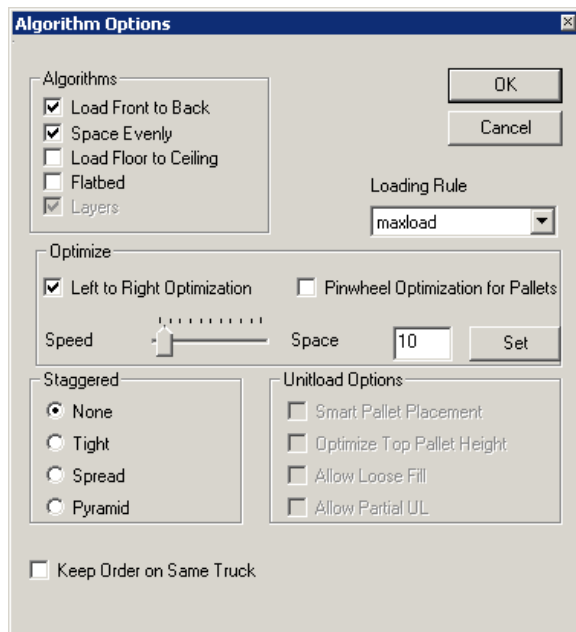 Algorithm Options
Algorithms
Load Front to Back
Space Evenly
Load Floor to Ceiling
Flatbed
Layers
OK
Cancel
Loading Rule
maxload
Optimize
Left to Right Optimization
Pinwheel Optimization for Pallets
Speed
Space
10
Set
Staggered
None
Tight
Spread
Pyramid
Unitload Options
Smart Pallet Placement
Optimize Top Pallet Height
Allow Loose Fill
Allow Partial UL
Keep Order on Same Truck